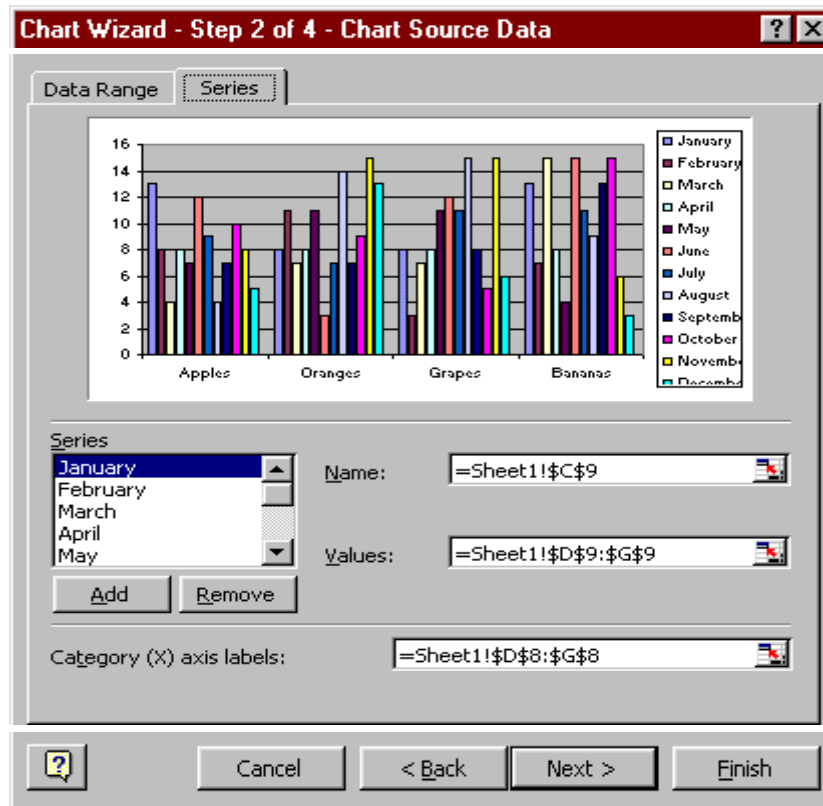 Chart Wizard - Step 2 of 4 - Chart Source Data
Data Range Series
16
14
12
10
8
6
4
2
0
Apples Oranges Grapes Bananas
January
February
March
April
May
June
July
August
Septemb
October
Novembe
Decembe
Series
January
February
March
April
May
Name: =Sheet1!$C$9
Values: =Sheet1!$D$9:$G$9
Add Remove
Category (X) axis labels: =Sheet1!$D$8:$G$8
Cancel < Back Next > Finish